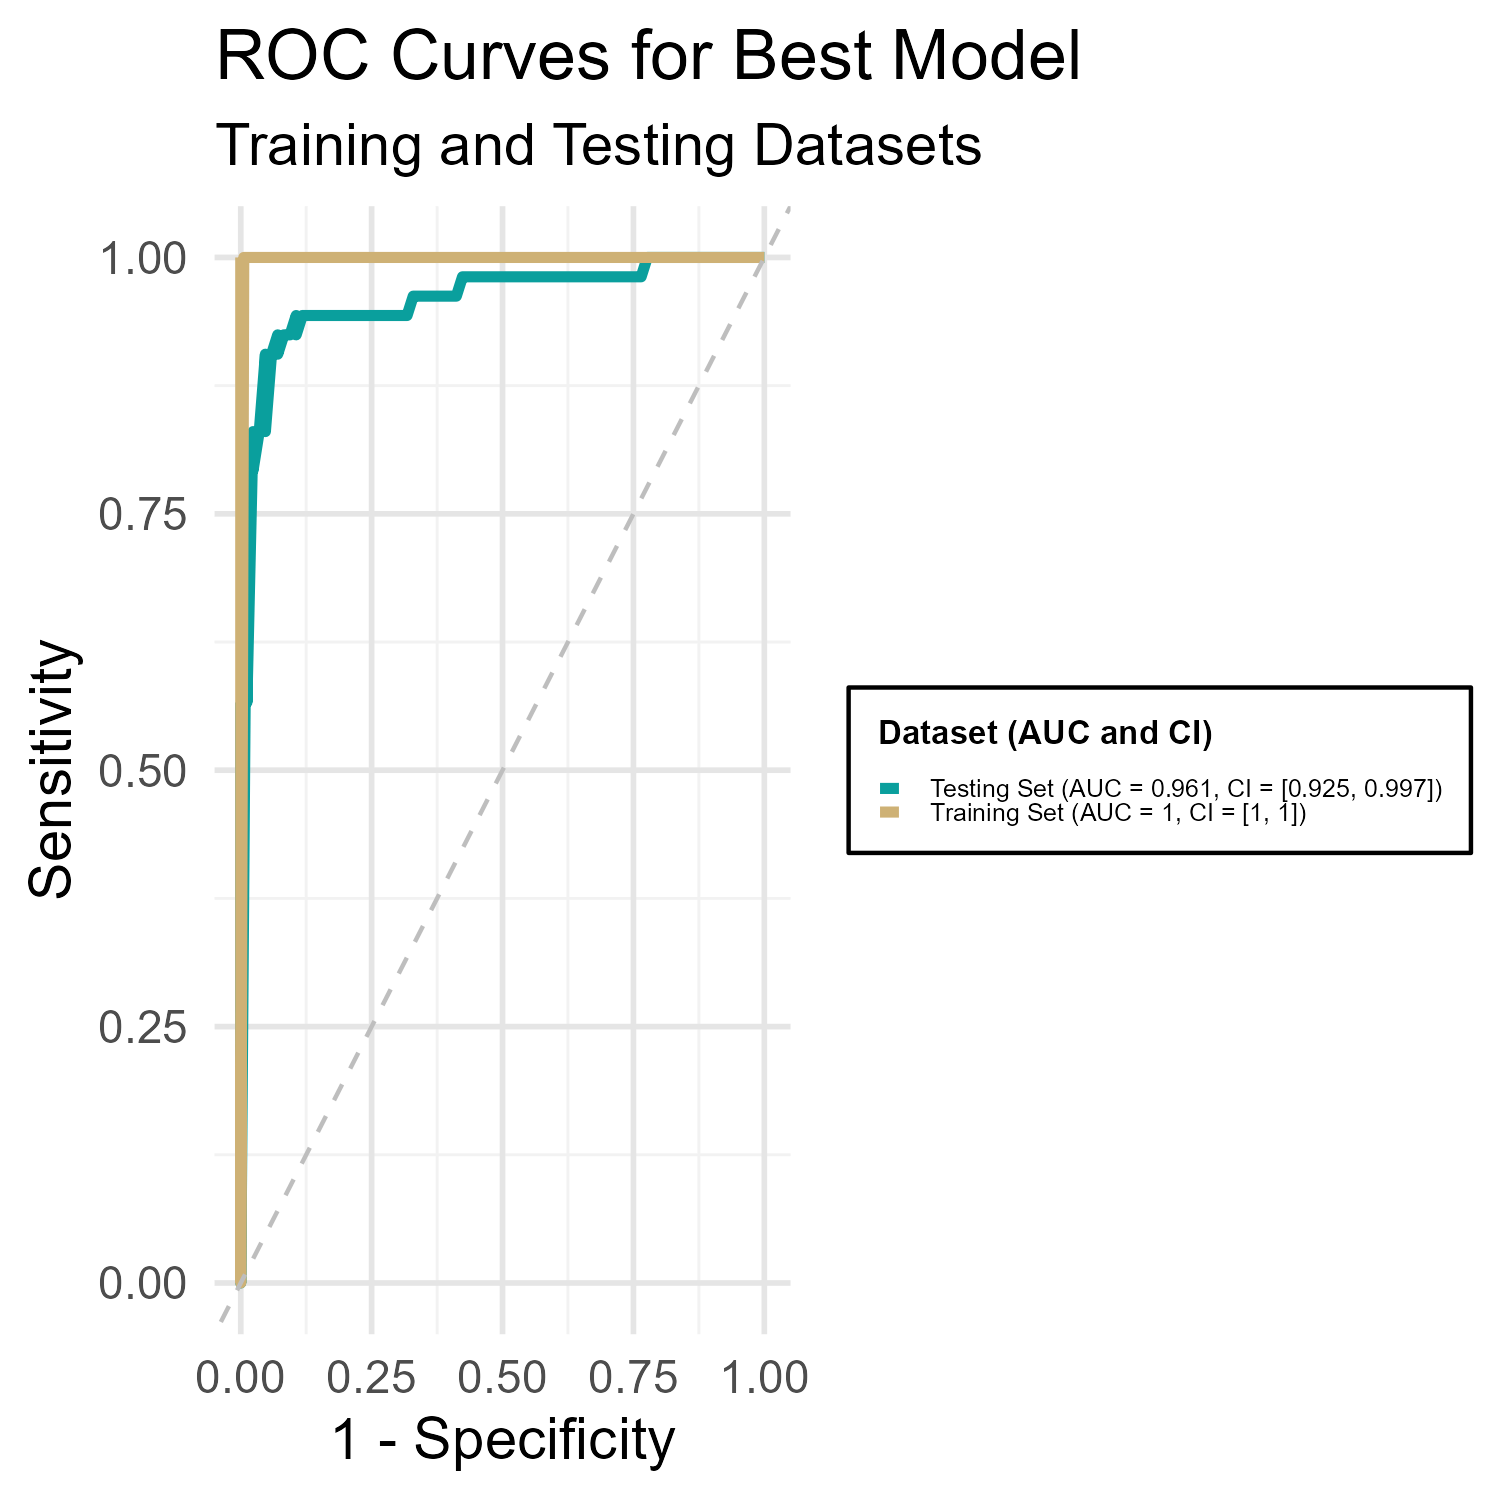 ROC Curves for Best Model
Training and Testing Datasets
1.00
0.75
0.50
0.25
0.00
Sensitivity
0.00 0.25 0.50 0.75 1.00
1 - Specificity
Dataset (AUC and CI)
Testing Set (AUC = 0.961, CI = [0.925, 0.997])
Training Set (AUC = 1, CI = [1, 1])